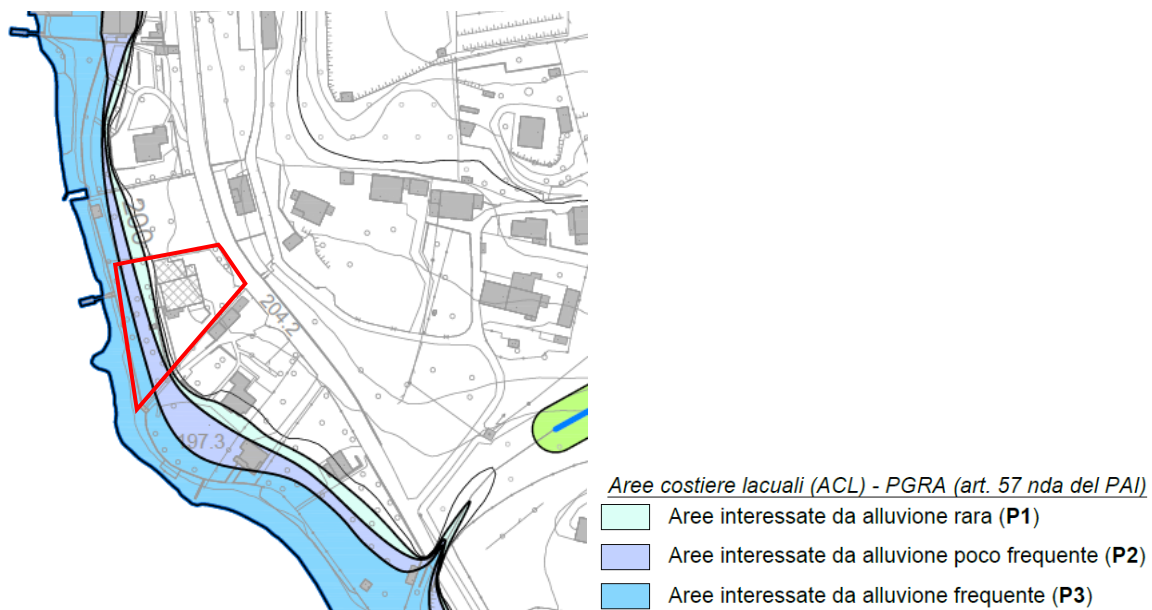 200
204.2
197.3
Aree costiere lacuali (ACL) - PGRA (art. 57 nda del PAI)
Aree interessate da alluvione rara (P1)
Aree interessate da alluvione poco frequente (P2)
Aree interessate da alluvione frequente (P3)